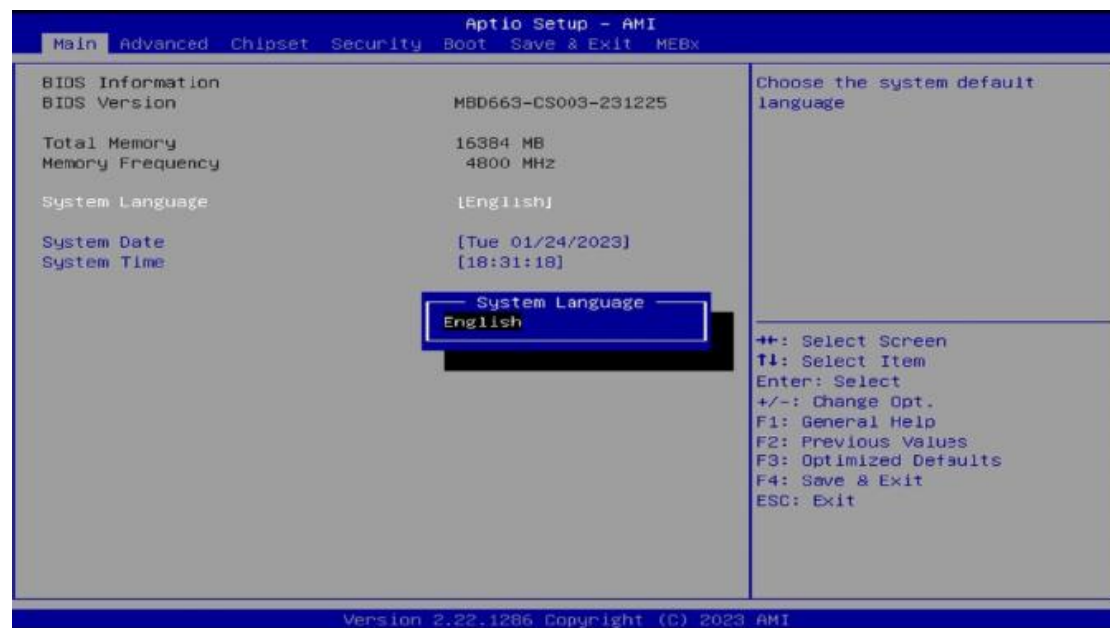 Aptio Setup - AMI
Main Advanced Chipset Security Boot Save & Exit MEBx
BIOS Information
BIOS Version MBD663-CS003-231225
Total Memory 16384 MB
Memory Frequency 4800 MHz
System Language [English]
System Date [Tue 01/24/2023]
System Time [18:31:18]
System Language
English
Choose the system default
language
→←: Select Screen
↑↓: Select Item
Enter: Select
+/-: Change Opt.
F1: General Help
F2: Previous Values
F3: Optimized Defaults
F4: Save & Exit
ESC: Exit
Version 2.22.1286 Copyright (C) 2023 AMI